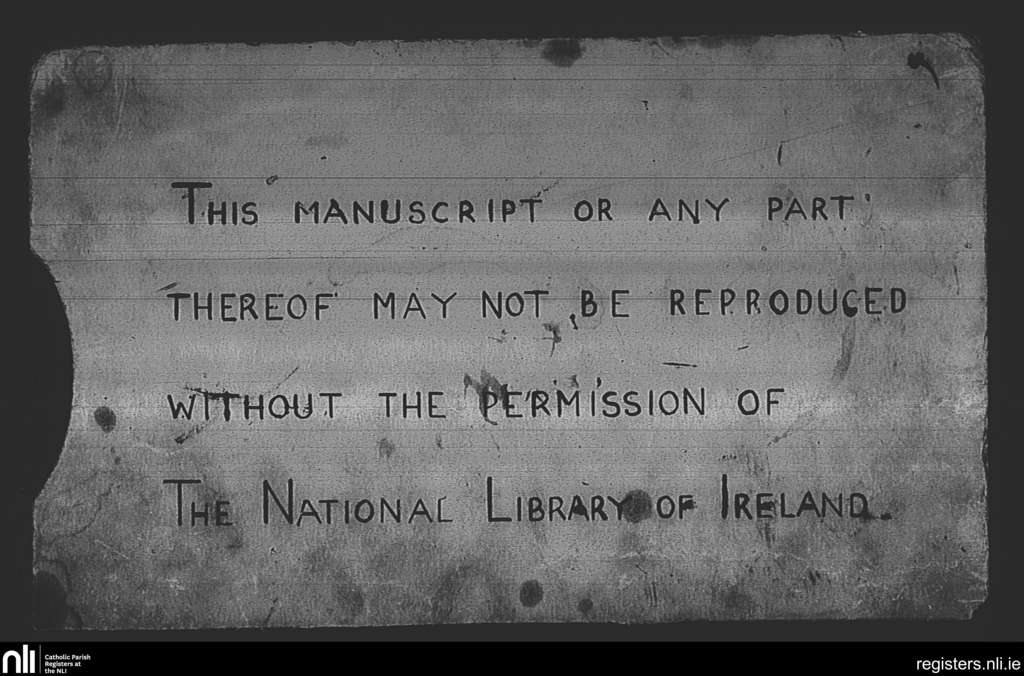 THIS MANUSCRIPT OR ANY PART
THEREOF MAY NOT BE REPRODUCED
WITHOUT THE PERMISSION OF
THE NATIONAL LIBRARY OF IRELAND.
nli Catholic Parish
Registers at
the NLI
registers.nli.ie